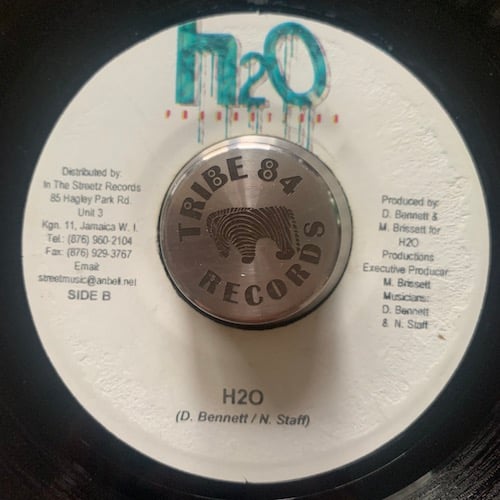 h2O
PRODUCTIONS
Distributed by:
In The Streetz Records
85 Hagley Park Rd.
Unit 3
Kgn. 11, Jamaica W. I.
Tel: (876) 960-2104
Fax: (876) 929-3767
Email:
streetmusic@anbell.net
SIDE B
TRIBE 84
RECORDS
Produced by:
D. Bennett &
M. Brissett for
H2O
Productions
Executive Producer
M. Brissett
Musicians:
D. Bennett
& N. Staff
H2O
(D. Bennett / N. Staff)